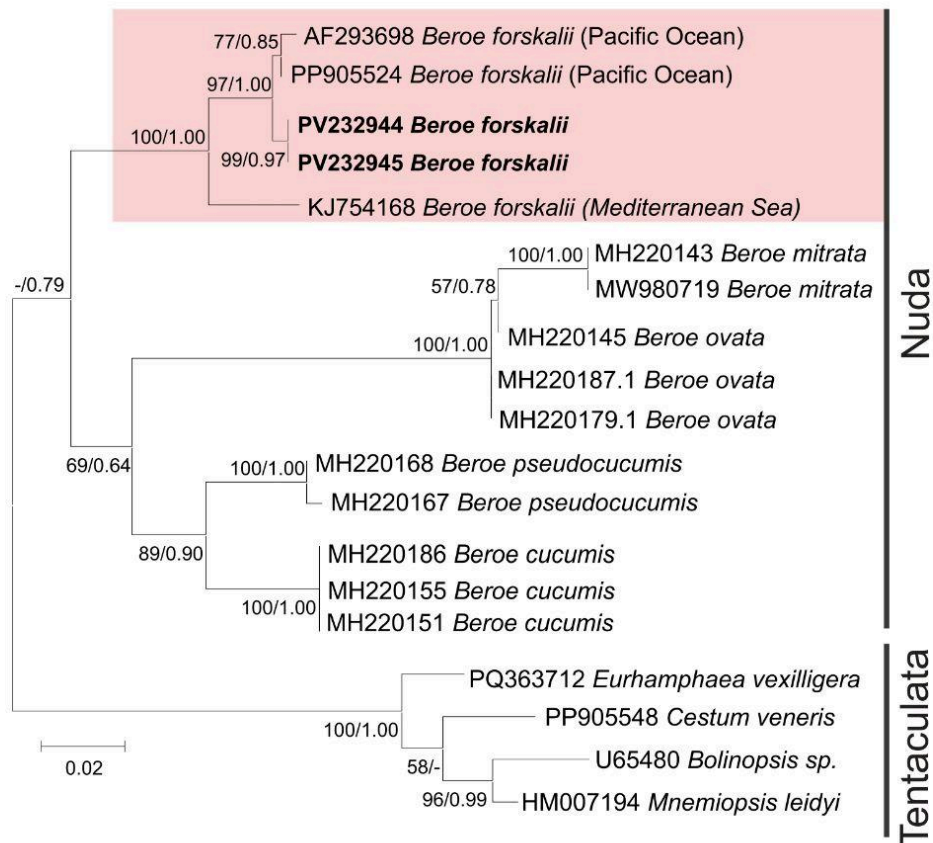 77/0.85
AF293698 Beroe forskalii (Pacific Ocean)
PP905524 Beroe forskalii (Pacific Ocean)
97/1.00
PV232944 Beroe forskalii
100/1.00
99/0.97
PV232945 Beroe forskalii
KJ754168 Beroe forskalii (Mediterranean Sea)
-/0.79
100/1.00
MH220143 Beroe mitrata
57/0.78
MW980719 Beroe mitrata
100/1.00
MH220145 Beroe ovata
MH220187.1 Beroe ovata
MH220179.1 Beroe ovata
69/0.64
100/1.00
MH220168 Beroe pseudocucumis
MH220167 Beroe pseudocucumis
89/0.90
MH220186 Beroe cucumis
MH220155 Beroe cucumis
100/1.00
MH220151 Beroe cucumis
Nuda
PQ363712 Eurhamphaea vexilligera
100/1.00
PP905548 Cestum veneris
58/-
U65480 Bolinopsis sp.
96/0.99
HM007194 Mnemiopsis leidyi
Tentaculata
0.02